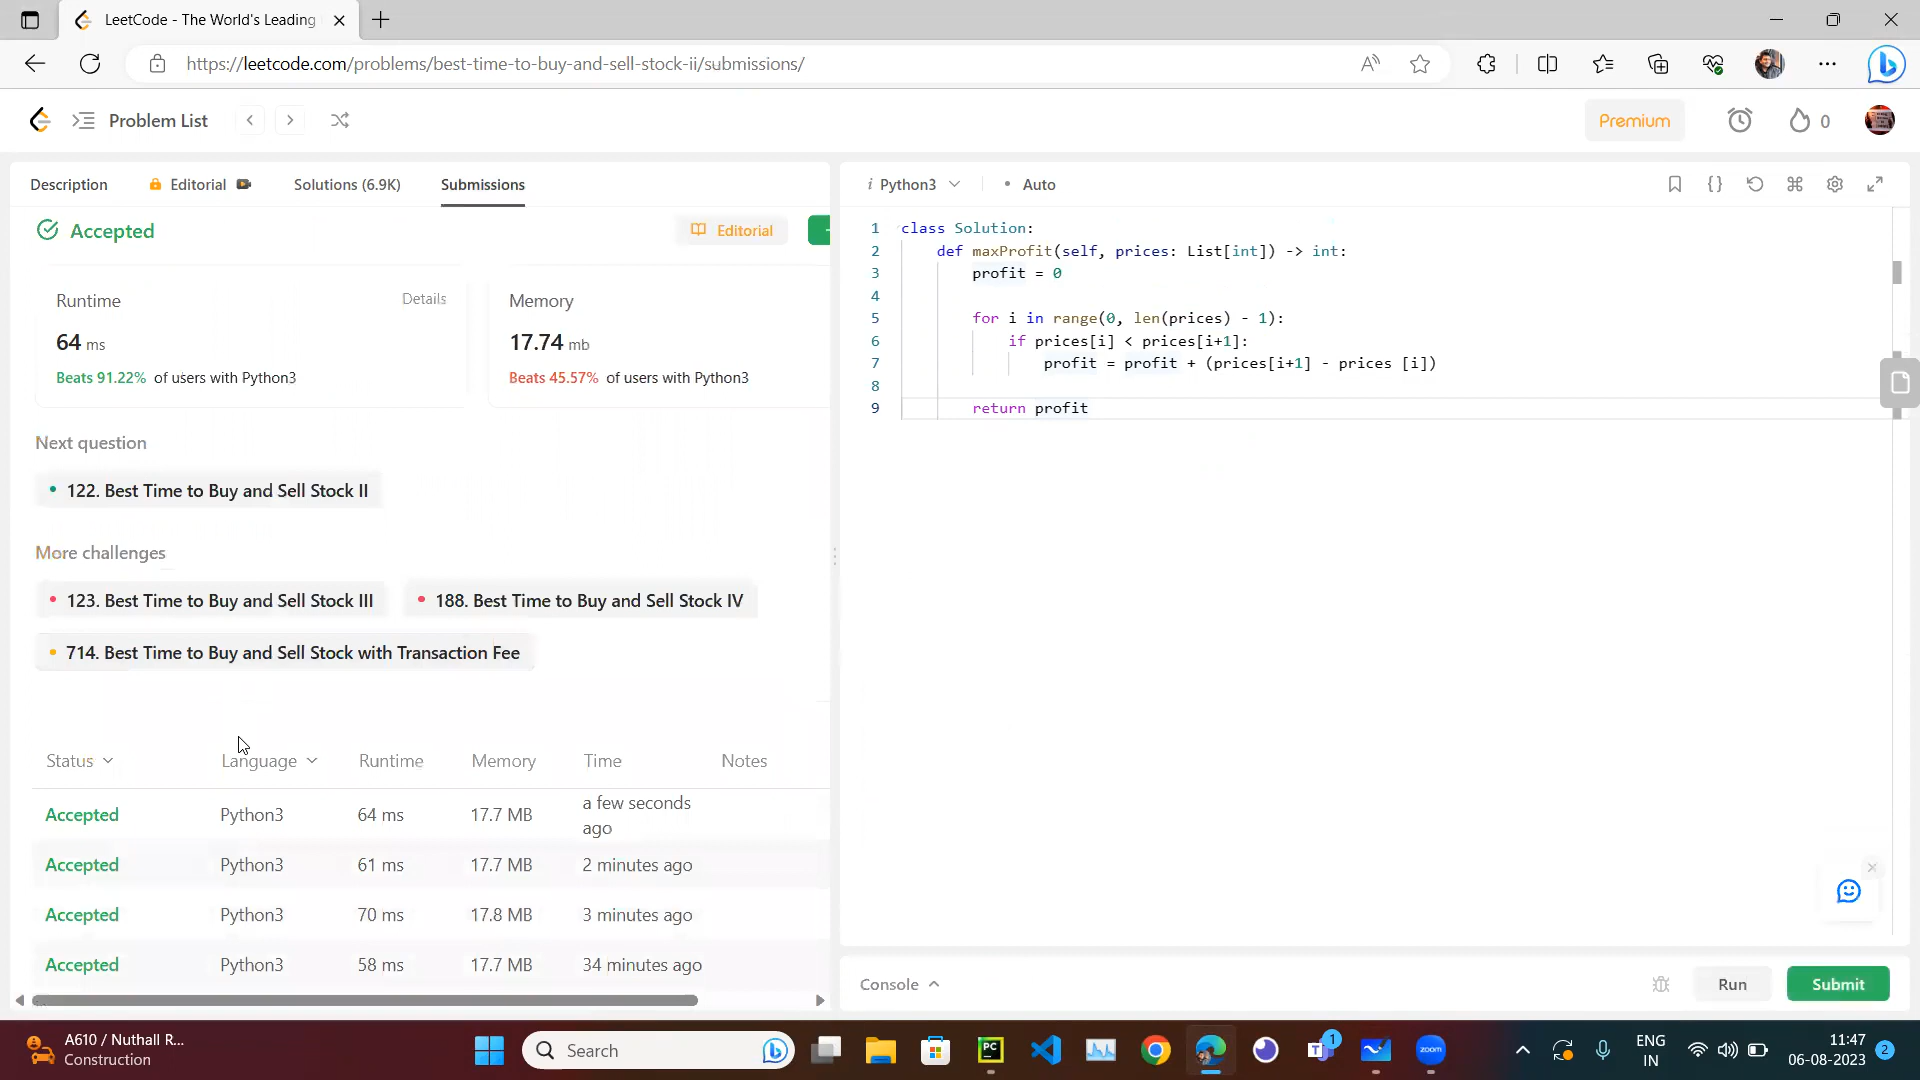 LeetCode - The World's Leading
https://leetcode.com/problems/best-time-to-buy-and-sell-stock-ii/submissions/
Problem List
Premium
0
Description
Editorial
Solutions (6.9K)
Submissions
Accepted
Editorial
Runtime
Details
64 ms
Beats 91.22% of users with Python3
Memory
17.74 mb
Beats 45.57% of users with Python3
Next question
122. Best Time to Buy and Sell Stock II
More challenges
123. Best Time to Buy and Sell Stock III
188. Best Time to Buy and Sell Stock IV
714. Best Time to Buy and Sell Stock with Transaction Fee
Status Language Runtime Memory Time Notes
Accepted Python3 64 ms 17.7 MB a few seconds ago
Accepted Python3 61 ms 17.7 MB 2 minutes ago
Accepted Python3 70 ms 17.8 MB 3 minutes ago
Accepted Python3 58 ms 17.7 MB 34 minutes ago
i Python3
• Auto
1 class Solution:
2 def maxProfit(self, prices: List[int]) -> int:
3 profit = 0
4
5 for i in range(0, len(prices) - 1):
6 if prices[i] < prices[i+1]:
7 profit = profit + (prices[i+1] - prices [i])
8
9 return profit
Console
Run
Submit
A610 / Nuthall R...
Construction
Search
PC
1
zoom
ENG
IN
11:47
06-08-2023
2